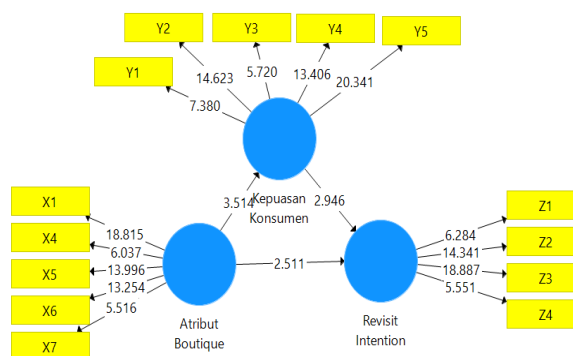 Y2
Y3
Y4
Y5
Y1
14.623
5.720
13.406
20.341
7.380
3.514
Kepuasan
Konsumen
2.946
X1
X4
X5
X6
X7
18.815
6.037
13.996
13.254
5.516
Atribut
Boutique
2.511
Revisit
Intention
6.284
14.341
18.887
5.551
Z1
Z2
Z3
Z4